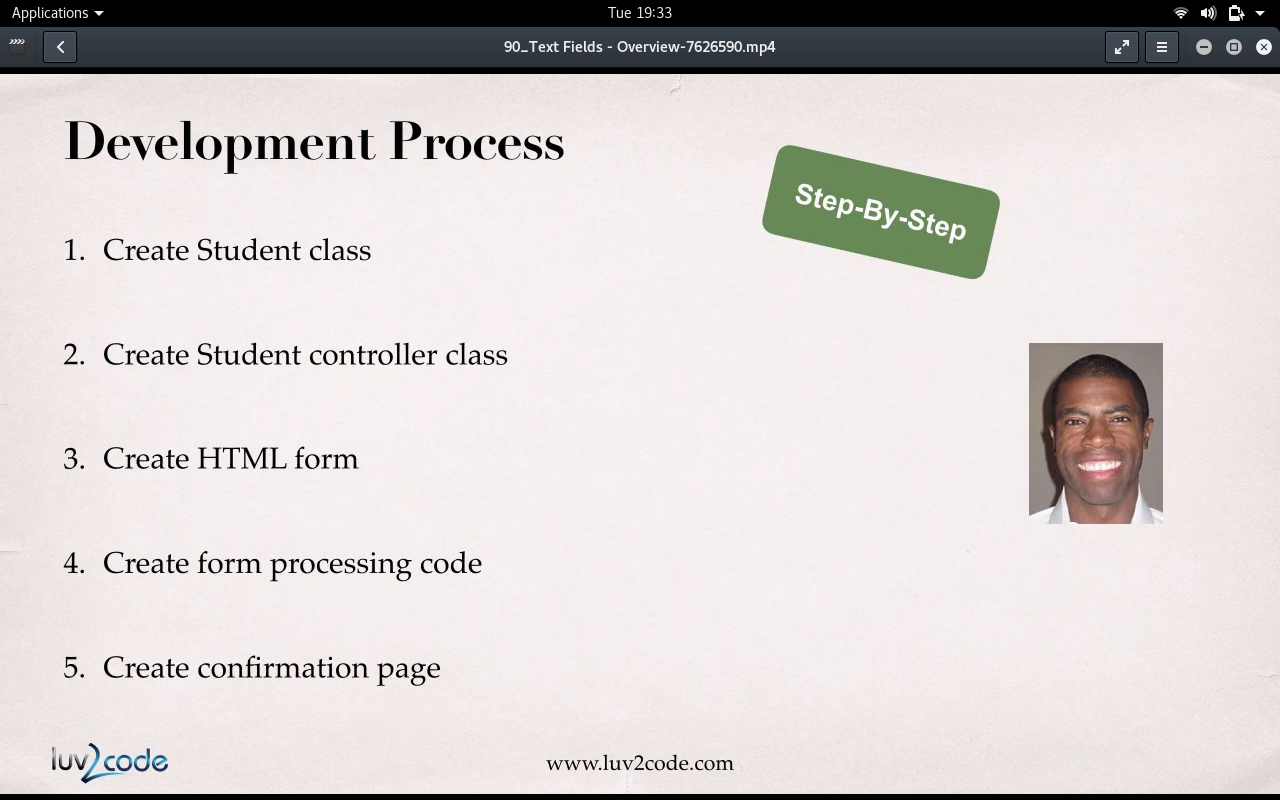 Applications
Tue 19:33
90_Text Fields - Overview-7626590.mp4
Development Process
Step-By-Step
1. Create Student class
2. Create Student controller class
3. Create HTML form
4. Create form processing code
5. Create confirmation page
luv2code
www.luv2code.com